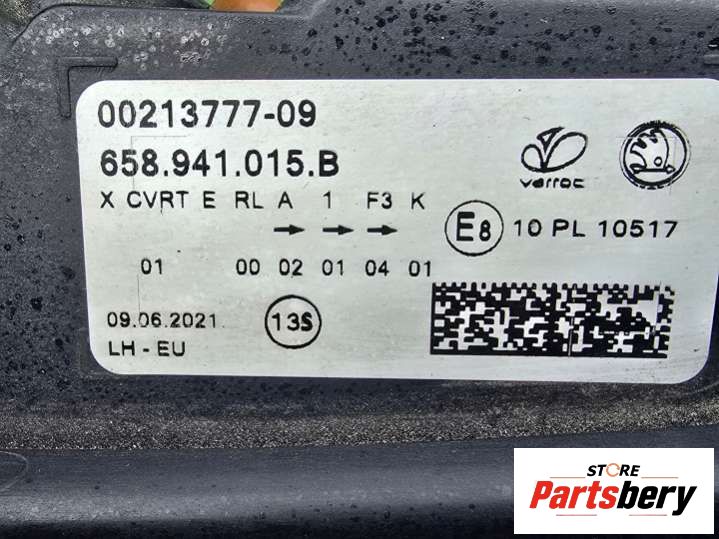 00213777-09
658.941.015.B
varroc
X CVRT E RL A 1 F3 K
→ → →
E8 10 PL 10517
01 00 02 01 04 01
09.06.2021.
13S
LH - EU
STORE
Partsbery